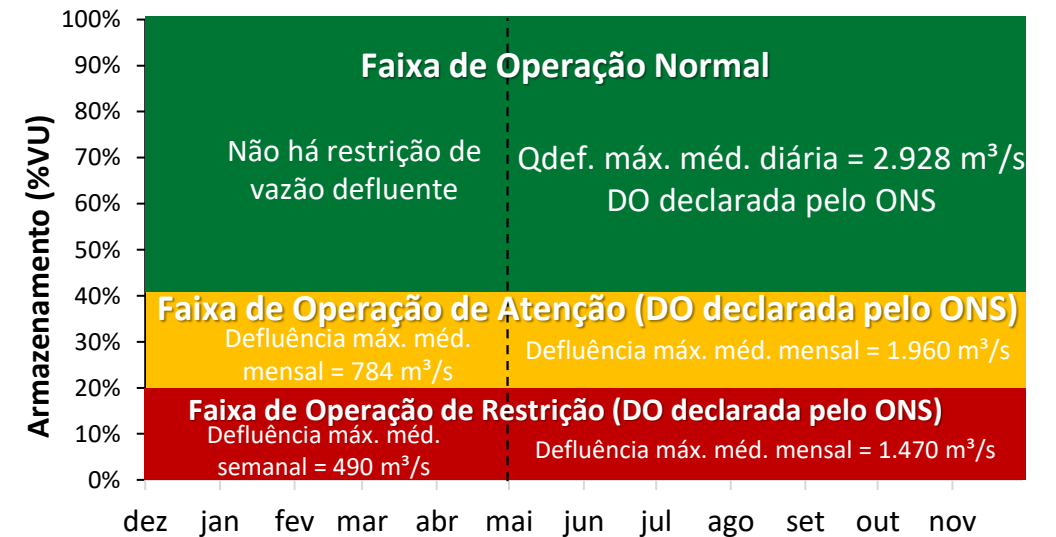 Armazenamento (%VU)
100%
90%
80%
70%
60%
50%
40%
30%
20%
10%
0%
Faixa de Operação Normal
Não há restrição de
vazão defluente
Qdef. máx. méd. diária = 2.928 m³/s
DO declarada pelo ONS
Faixa de Operação de Atenção (DO declarada pelo ONS)
Defluência máx. méd.
mensal = 784 m³/s
Defluência máx. méd. mensal = 1.960 m³/s
Faixa de Operação de Restrição (DO declarada pelo ONS)
Defluência máx. méd.
semanal = 490 m³/s
Defluência máx. méd. mensal = 1.470 m³/s
dez jan fev mar abr mai jun jul ago set out nov